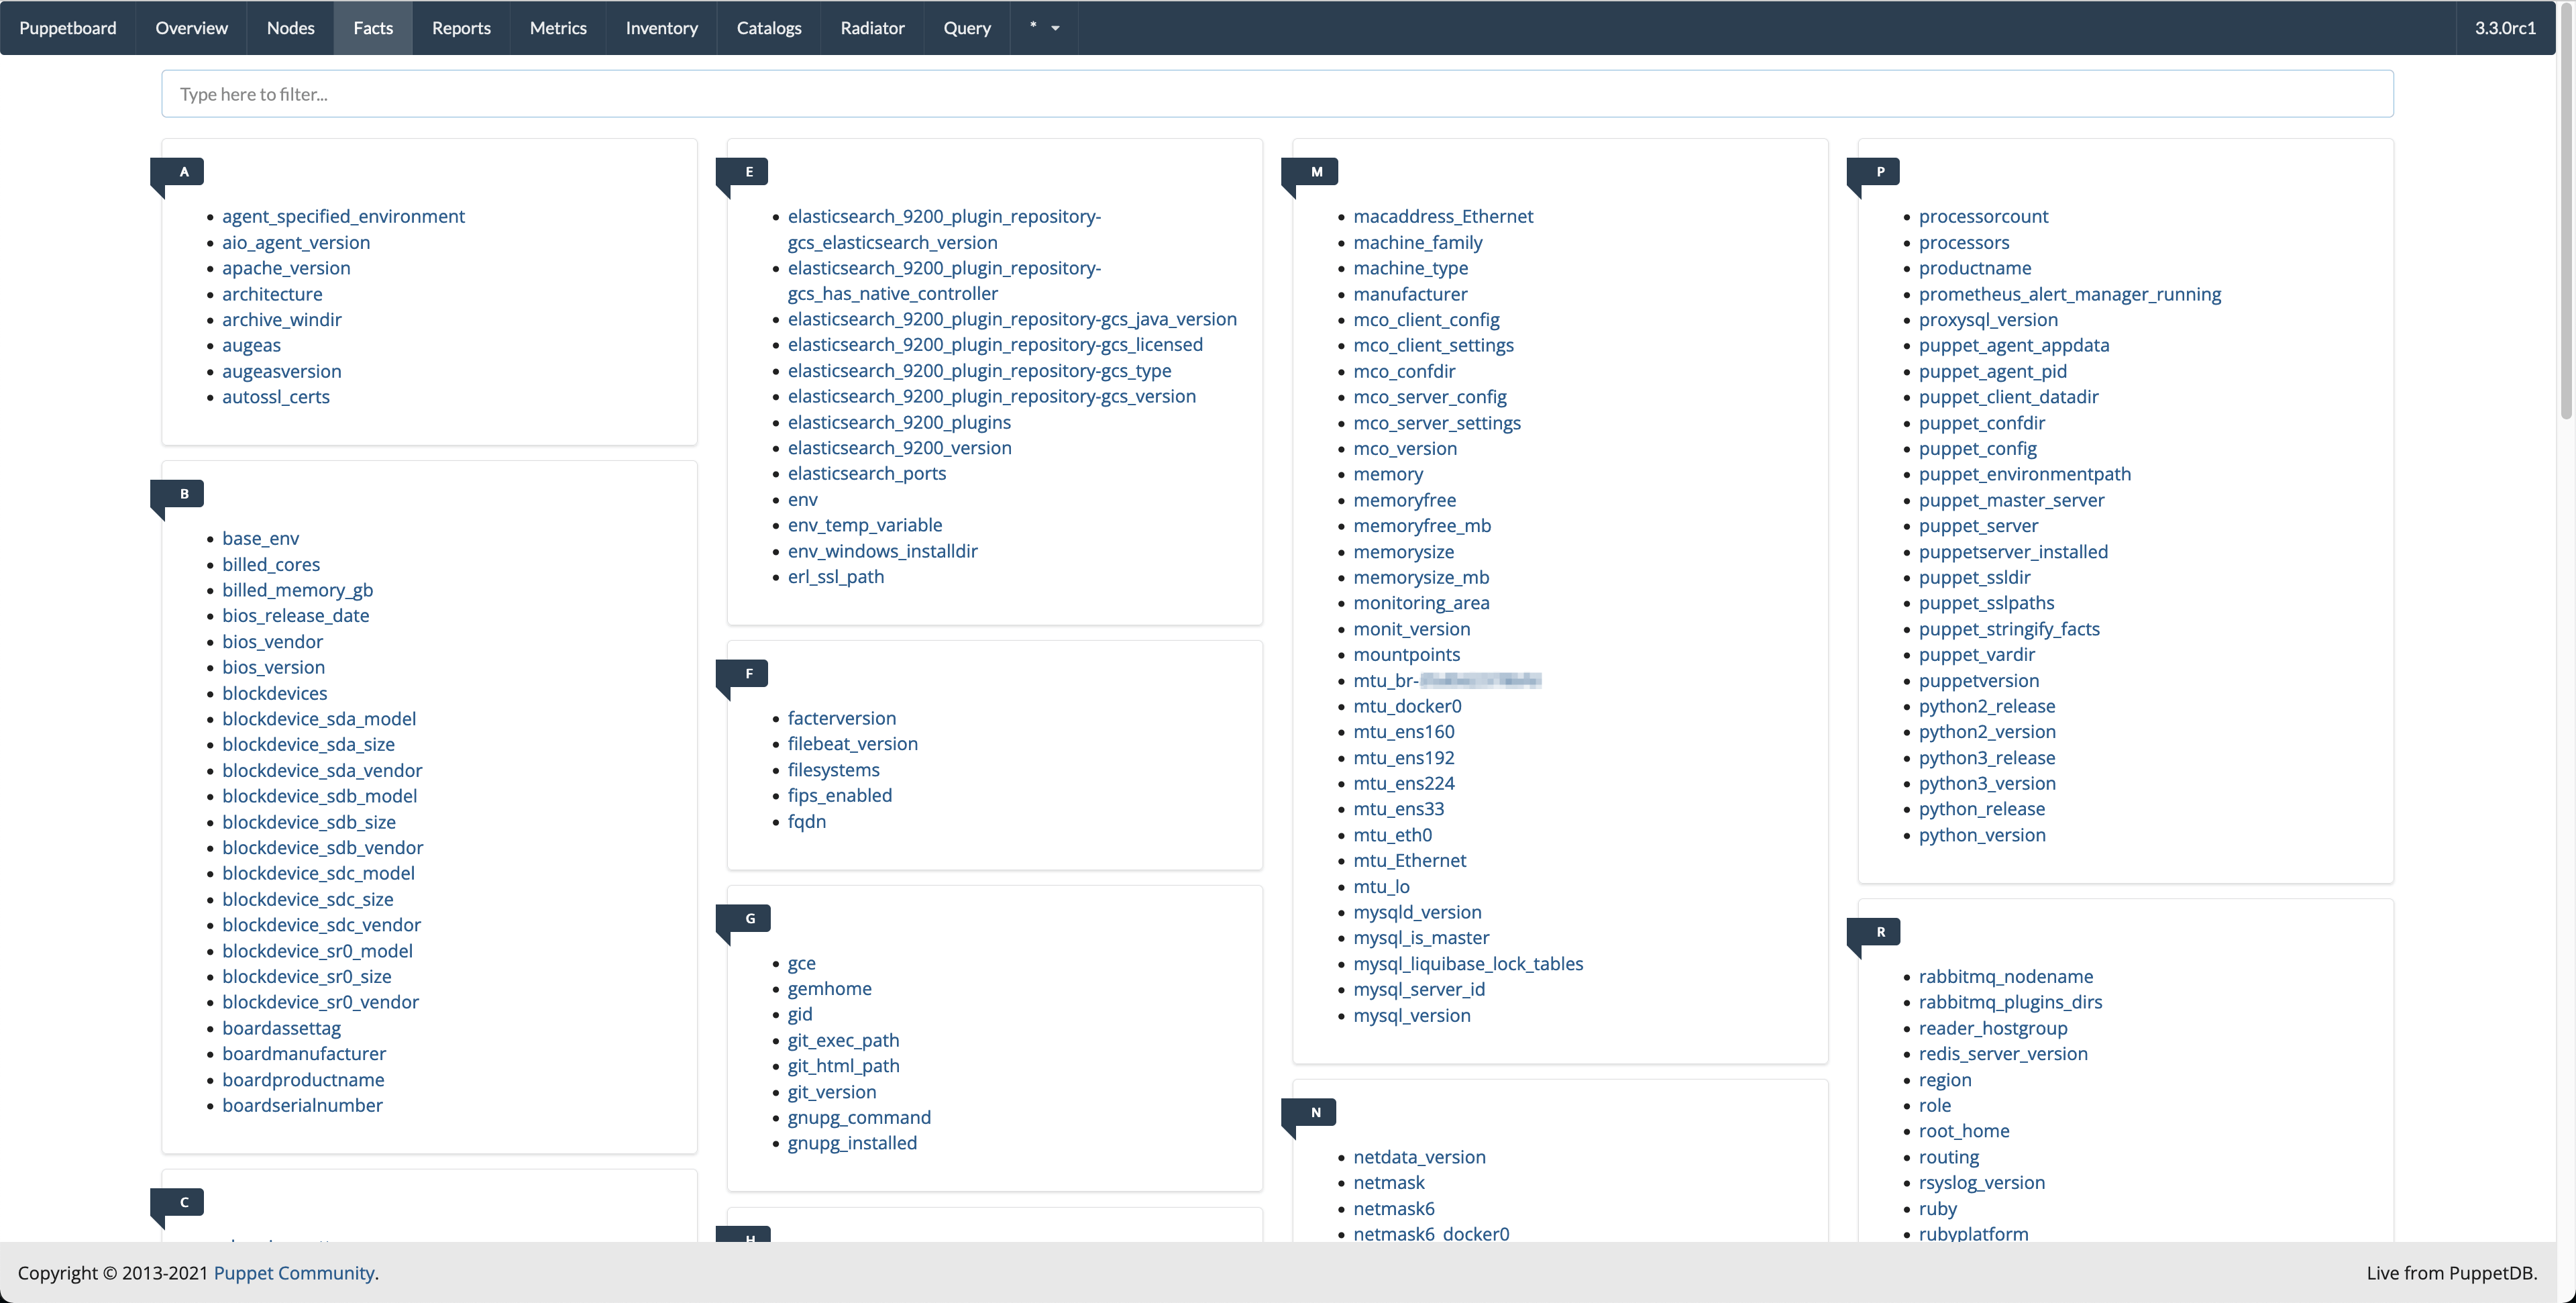 Puppetboard Overview Nodes Facts Reports Metrics Inventory Catalogs Radiator Query * 3.3.0rc1
Type here to filter...
A
agent_specified_environment
aio_agent_version
apache_version
architecture
archive_windir
augeas
augeasversion
autossl_certs
B
base_env
billed_cores
billed_memory_gb
bios_release_date
bios_vendor
bios_version
blockdevices
blockdevice_sda_model
blockdevice_sda_size
blockdevice_sda_vendor
blockdevice_sdb_model
blockdevice_sdb_size
blockdevice_sdb_vendor
blockdevice_sdc_model
blockdevice_sdc_size
blockdevice_sdc_vendor
blockdevice_sr0_model
blockdevice_sr0_size
blockdevice_sr0_vendor
boardassettag
boardmanufacturer
boardproductname
boardserialnumber
C
E
elasticsearch_9200_plugin_repository-
gcs_elasticsearch_version
elasticsearch_9200_plugin_repository-
gcs_has_native_controller
elasticsearch_9200_plugin_repository-gcs_java_version
elasticsearch_9200_plugin_repository-gcs_licensed
elasticsearch_9200_plugin_repository-gcs_type
elasticsearch_9200_plugin_repository-gcs_version
elasticsearch_9200_plugins
elasticsearch_9200_version
elasticsearch_ports
env
env_temp_variable
env_windows_installdir
erl_ssl_path
F
facterversion
filebeat_version
filesystems
fips_enabled
fqdn
G
gce
gemhome
gid
git_exec_path
git_html_path
git_version
gnupg_command
gnupg_installed
H
M
macaddress_Ethernet
machine_family
machine_type
manufacturer
mco_client_config
mco_client_settings
mco_confdir
mco_server_config
mco_server_settings
mco_version
memory
memoryfree
memoryfree_mb
memorysize
memorysize_mb
monitoring_area
monit_version
mountpoints
mtu_br-
mtu_docker0
mtu_ens160
mtu_ens192
mtu_ens224
mtu_ens33
mtu_eth0
mtu_Ethernet
mtu_lo
mysqld_version
mysql_is_master
mysql_liquibase_lock_tables
mysql_server_id
mysql_version
N
netdata_version
netmask
netmask6
netmask6_docker0
P
processorcount
processors
productname
prometheus_alert_manager_running
proxysql_version
puppet_agent_appdata
puppet_agent_pid
puppet_client_datadir
puppet_confdir
puppet_config
puppet_environmentpath
puppet_master_server
puppet_server
puppetserver_installed
puppet_ssldir
puppet_sslpaths
puppet_stringify_facts
puppet_vardir
puppetversion
python2_release
python2_version
python3_release
python3_version
python_release
python_version
R
rabbitmq_nodename
rabbitmq_plugins_dirs
reader_hostgroup
redis_server_version
region
role
root_home
routing
rsyslog_version
ruby
rubyplatform
Copyright © 2013-2021 Puppet Community.
Live from PuppetDB.